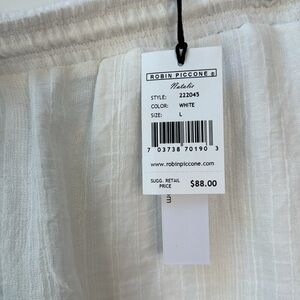 ROBIN PICCONE ®
Natalie
STYLE: 222045
COLOR: WHITE
SIZE: L
7 03738 70190 3
www.robinpiccone.com
SUGG. RETAIL
PRICE $88.00
om